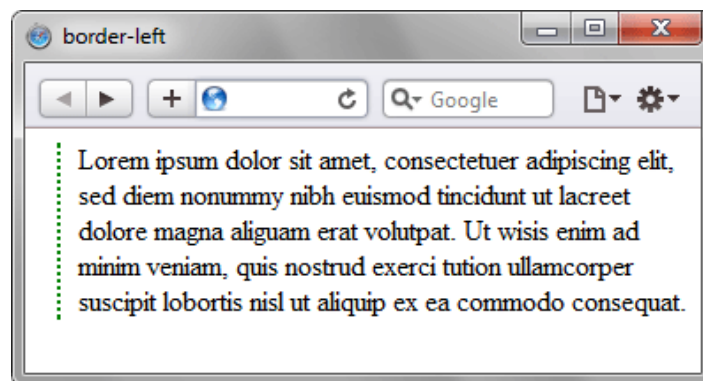 border-left
Google
Lorem ipsum dolor sit amet, consectetuer adipiscing elit,
sed diem nonummy nibh euismod tincidunt ut lacreet
dolore magna aliguam erat volutpat. Ut wisis enim ad
minim veniam, quis nostrud exerci tution ullamcorper
suscipit lobortis nisl ut aliquip ex ea commodo consequat.